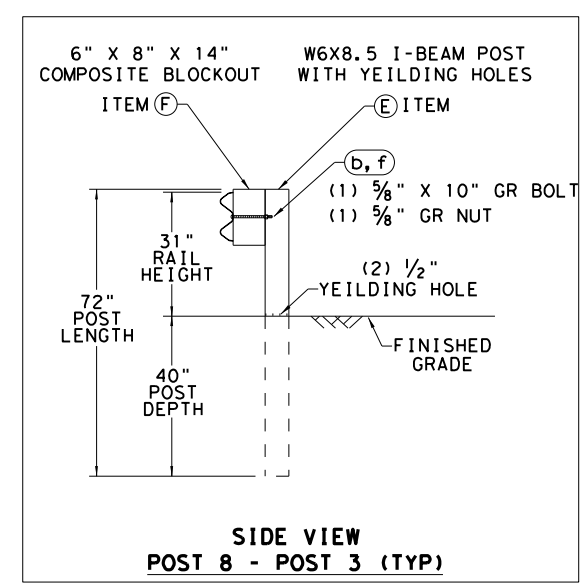 6" X 8" X 14"
COMPOSITE BLOCKOUT
ITEM F
W6X8.5 I-BEAM POST
WITH YEILDING HOLES
E ITEM
b, f
(1) 5/8" X 10" GR BOLT
(1) 5/8" GR NUT
31"
RAIL
HEIGHT
(2) 1/2"
YEILDING HOLE
72"
POST
LENGTH
FINISHED
GRADE
40"
POST
DEPTH
SIDE VIEW
POST 8 - POST 3 (TYP)